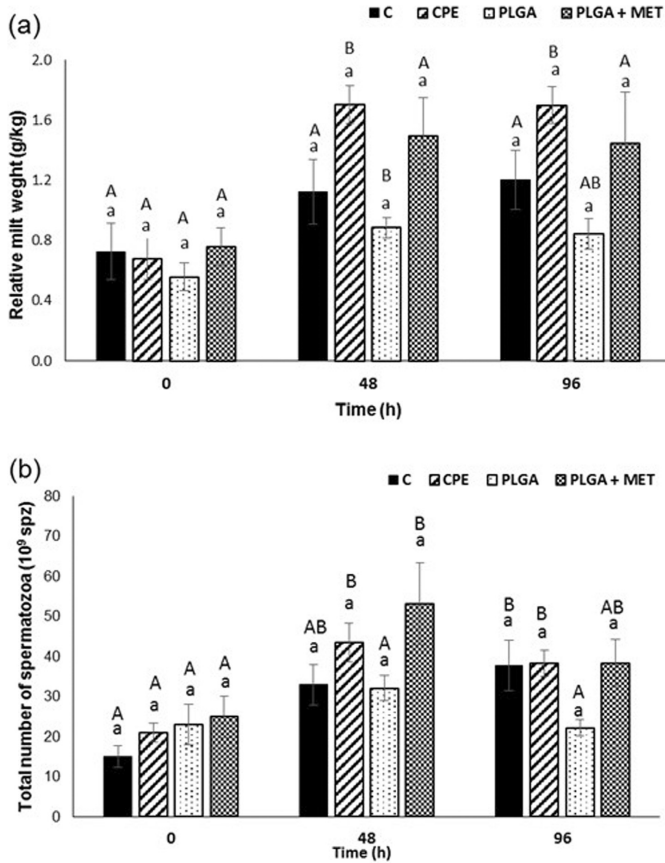 (a)
C CPE PLGA PLGA + MET
Relative milt weght (g/kg)
2.0
1.6
1.2
0.8
0.4
0.0
A A A A
a a a a
A B B A
a a a a
A B AB A
a a a a
0 48 96
Time (h)
(b)
C CPE PLGA PLGA + MET
Total number of spermatozoa (10⁹ spz)
80
70
60
50
40
30
20
10
0
A A A A
a a a a
AB B A B
a a a a
B B A AB
a a a a
0 48 96
Time (h)